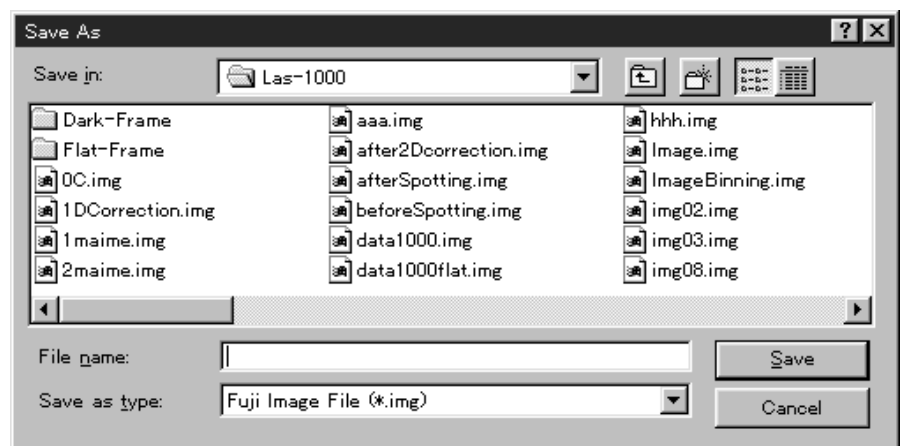 Save As
Save in:
Las-1000
Dark-Frame
Flat-Frame
0C.img
1DCorrection.img
1maime.img
2maime.img
aaa.img
after2Dcorrection.img
afterSpotting.img
beforeSpotting.img
data1000.img
data1000flat.img
hhh.img
Image.img
ImageBinning.img
img02.img
img03.img
img08.img
File name:
Save
Save as type:
Fuji Image File (*.img)
Cancel